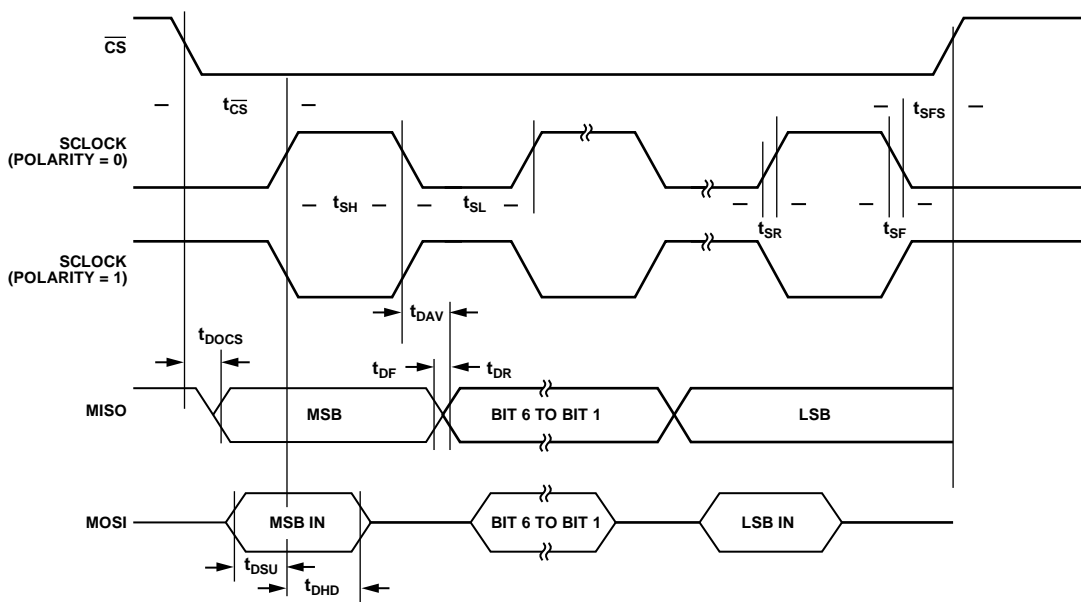 CS
tCS
tSFS
SCLOCK
(POLARITY = 0)
tSH
tSL
tSR
tSF
SCLOCK
(POLARITY = 1)
tDAV
tDOCS
tDF
tDR
MISO
MSB
BIT 6 TO BIT 1
LSB
MOSI
MSB IN
BIT 6 TO BIT 1
LSB IN
tDSU
tDHD